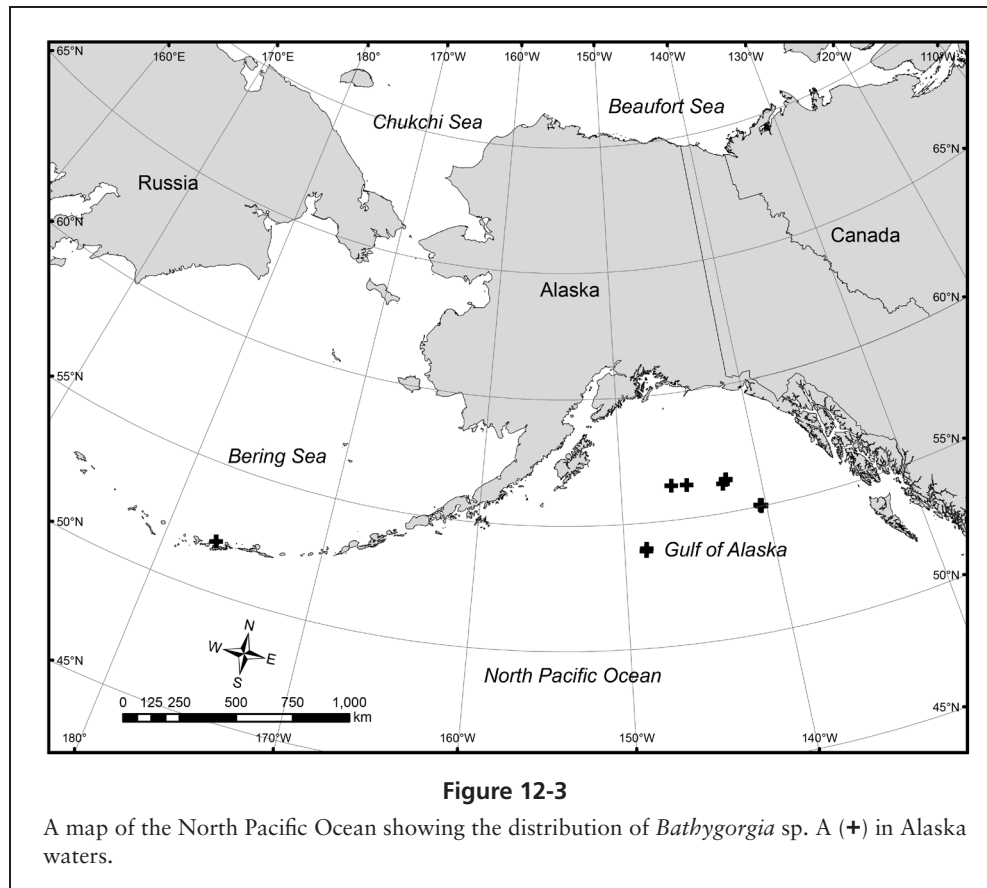 65°N 160°E 170°E 180° 170°W 160°W 150°W 140°W 130°W 120°W 110°W
Chukchi Sea
Beaufort Sea
65°N
Russia
60°N
Canada
Alaska
60°N
55°N
55°N
Bering Sea
50°N
Gulf of Alaska
50°N
N
W
E
S
45°N
North Pacific Ocean
0 125 250 500 750 1,000
km
45°N
180° 170°W 160°W 150°W 140°W
Figure 12-3
A map of the North Pacific Ocean showing the distribution of Bathygorgia sp. A (+) in Alaska
waters.